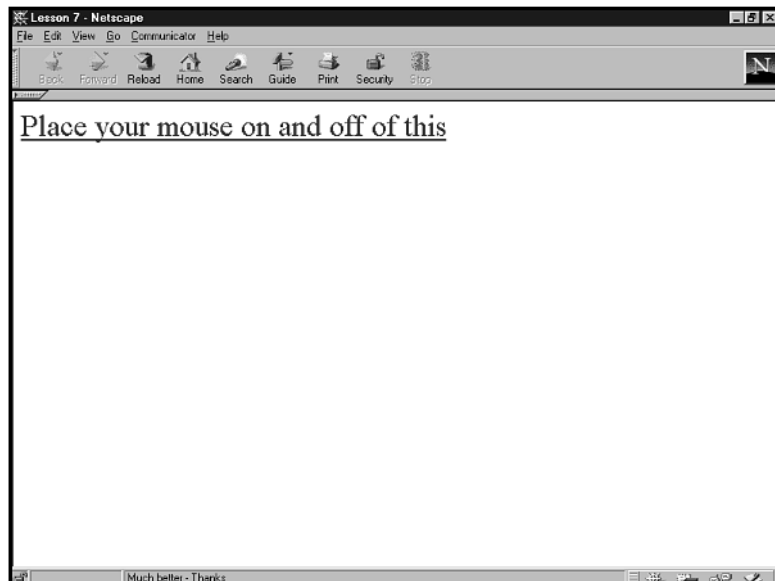 Lesson 7 - Netscape
File Edit View Go Communicator Help
Back Forward Reload Home Search Guide Print Security Stop
N
Place your mouse on and off of this
Much better - Thanks